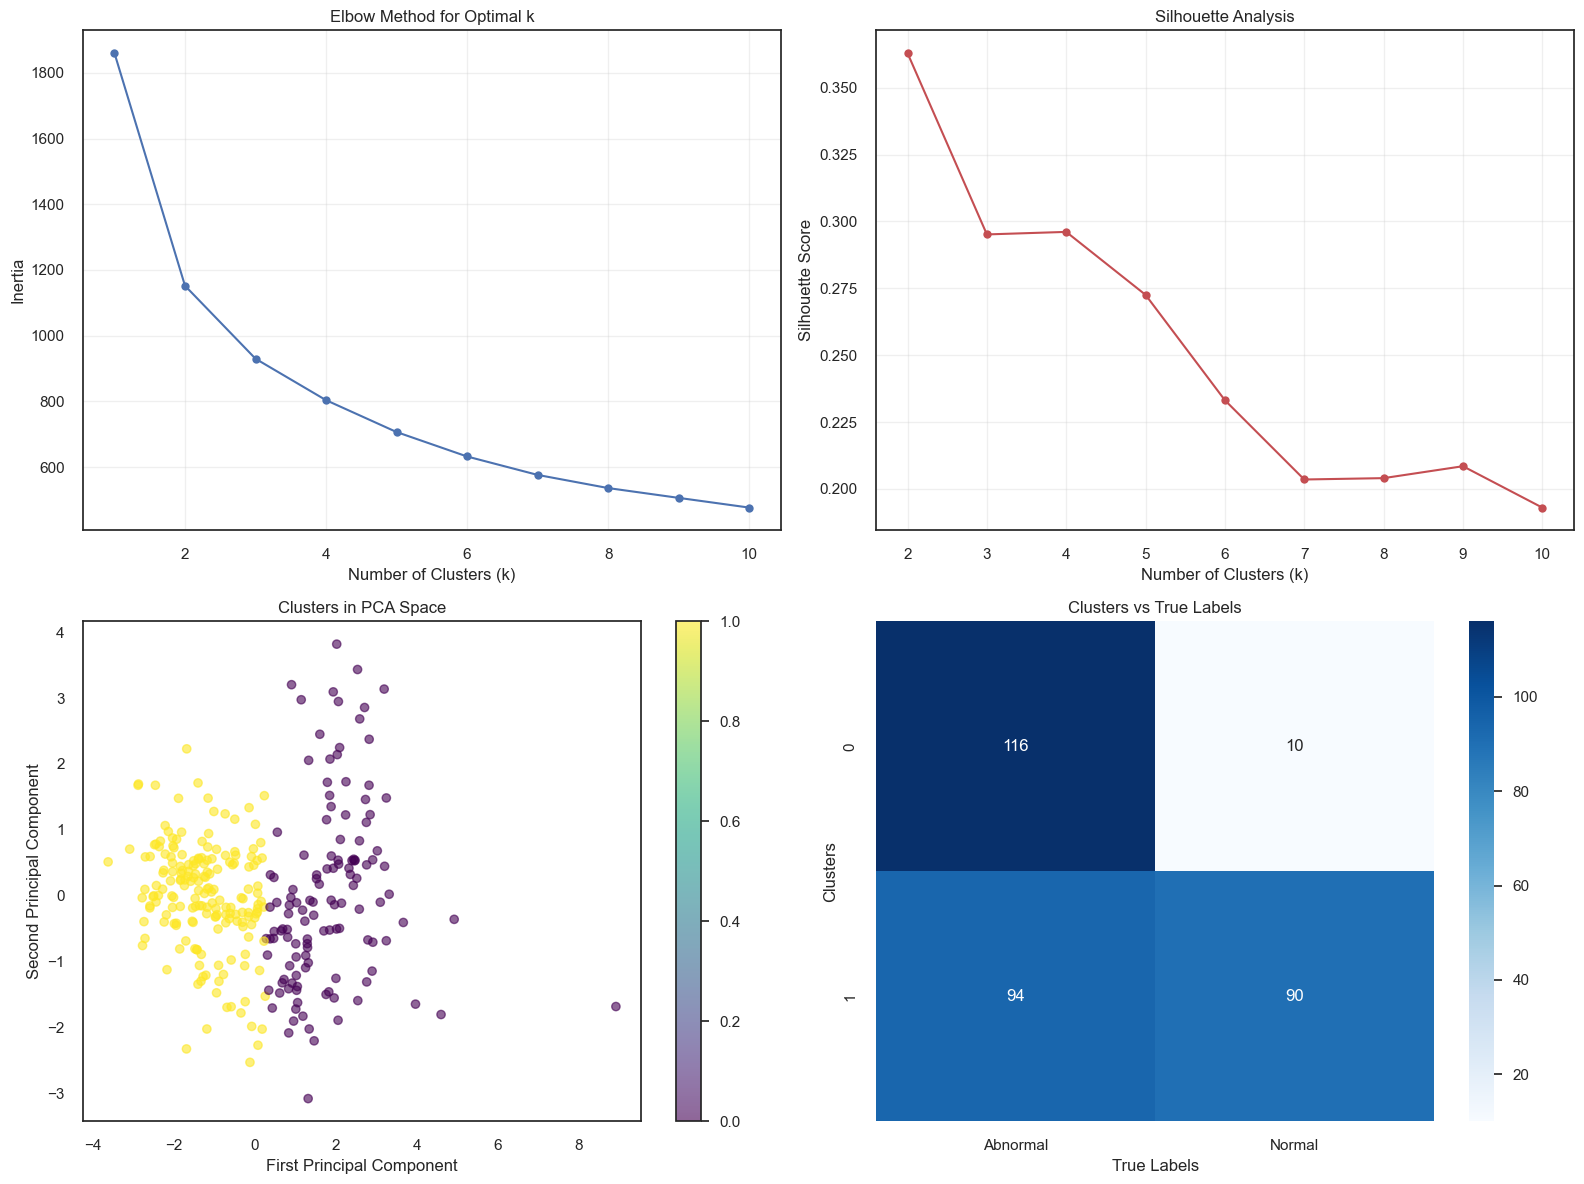 Elbow Method for Optimal k
1800
1600
1400
1200
1000
800
600
Inertia
2 4 6 8 10
Number of Clusters (k)
Silhouette Analysis
0.350
0.325
0.300
0.275
0.250
0.225
0.200
Silhouette Score
2 3 4 5 6 7 8 9 10
Number of Clusters (k)
Clusters in PCA Space
4
3
2
1
0
−1
−2
−3
Second Principal Component
−4 −2 0 2 4 6 8
First Principal Component
1.0
0.8
0.6
0.4
0.2
0.0
Clusters vs True Labels
0
1
Clusters
116 10
94 90
Abnormal Normal
True Labels
100
80
60
40
20